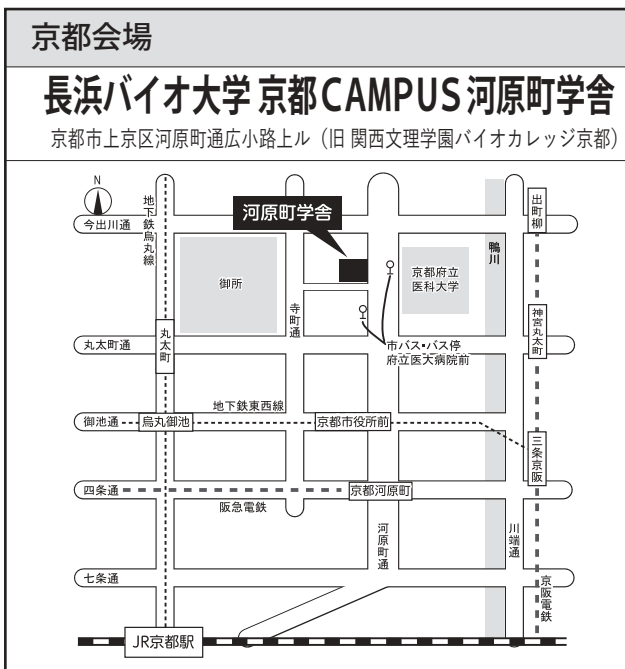 京都会場
長浜バイオ大学 京都CAMPUS 河原町学舎
京都市上京区河原町通広小路上ル（旧 関西文理学園バイオカレッジ京都）
N
今出川通
地下鉄烏丸線
河原町学舎
出町柳
御所
京都府立
医科大学
鴨川
寺町通
丸太町通
丸太町
市バス・バス停
府立医大病院前
神宮丸太町
地下鉄東西線
御池通
烏丸御池
京都市役所前
三条京阪
四条通
阪急電鉄
京都河原町
河原町通
川端通
七条通
京阪電鉄
JR京都駅